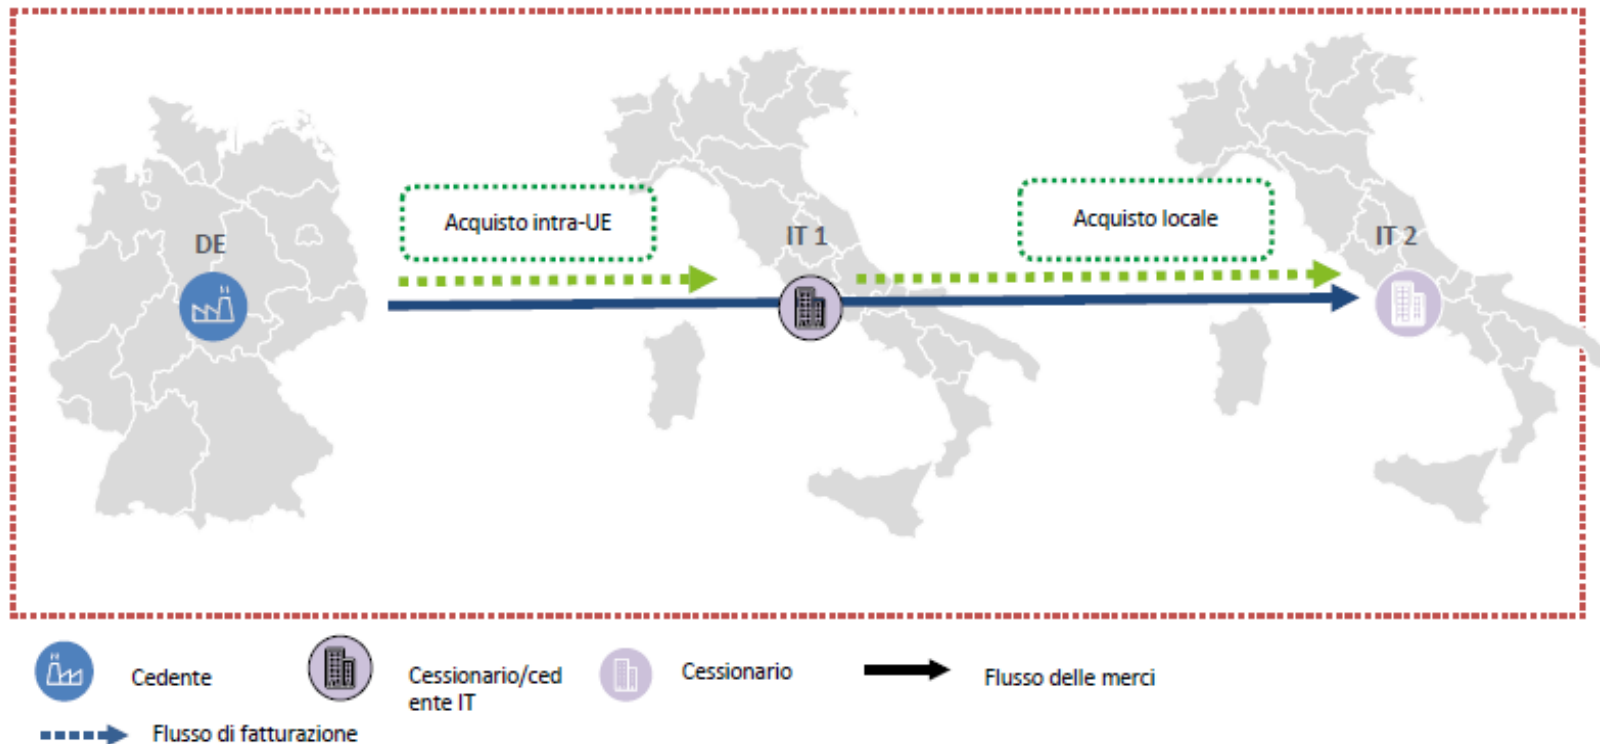 Acquisto intra-UE
Acquisto locale
DE
IT 1
IT 2
Cedente
Cessionario/ced
ente IT
Cessionario
Flusso delle merci
Flusso di fatturazione